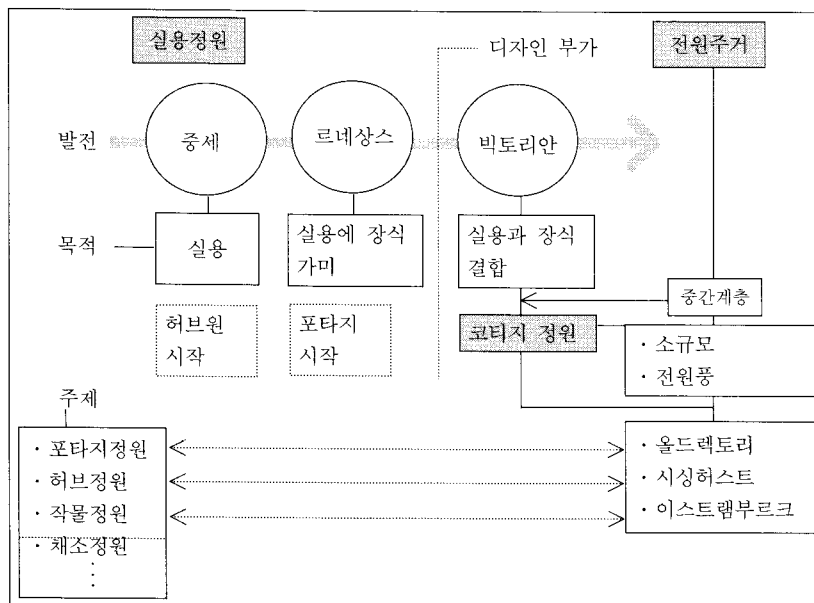 실용정원
디자인 부가
전원주거
발전
중세
르네상스
빅토리안
목적
실용
실용에 장식
가미
실용과 장식
결합
중간계층
허브원
시작
포타지
시작
코티지 정원
· 소규모
· 전원풍
주제
· 포타지정원
· 허브정원
· 작물정원
· 채소정원
· 올드렉토리
· 시싱허스트
· 이스트램부르크